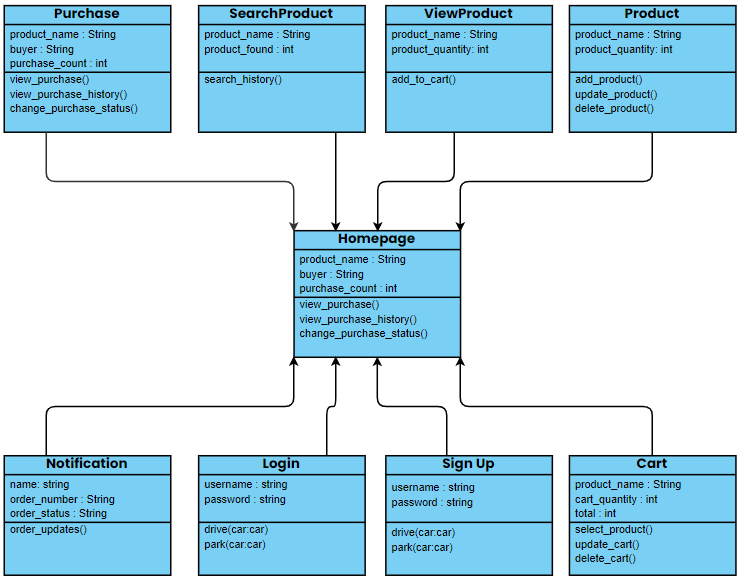 Purchase
product_name : String
buyer : String
purchase_count : int
view_purchase()
view_purchase_history()
change_purchase_status()
SearchProduct
product_name : String
product_found : int
search_history()
ViewProduct
product_name : String
product_quantity: int
add_to_cart()
Product
product_name : String
product_quantity: int
add_product()
update_product()
delete_product()
Homepage
product_name : String
buyer : String
purchase_count : int
view_purchase()
view_purchase_history()
change_purchase_status()
Notification
name: string
order_number : String
order_status : String
order_updates()
Login
username : string
password : string
drive(car:car)
park(car:car)
Sign Up
username : string
password : string
drive(car:car)
park(car:car)
Cart
product_name : String
cart_quantity : int
total : int
select_product()
update_cart()
delete_cart()